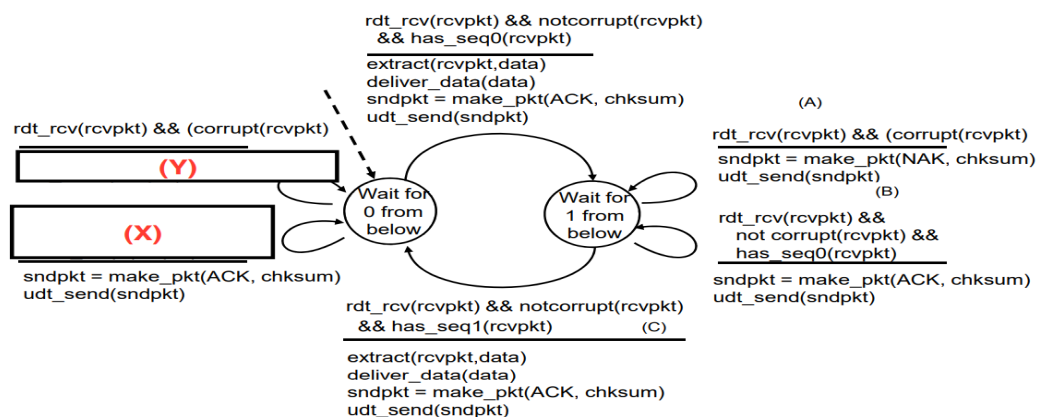 rdt_rcv(rcvpkt) && notcorrupt(rcvpkt)
&& has_seq0(rcvpkt)
extract(rcvpkt,data)
deliver_data(data)
sndpkt = make_pkt(ACK, chksum)
udt_send(sndpkt)
rdt_rcv(rcvpkt) && (corrupt(rcvpkt)
(Y)
(X)
sndpkt = make_pkt(ACK, chksum)
udt_send(sndpkt)
Wait for
0 from
below
Wait for
1 from
below
(A)
rdt_rcv(rcvpkt) && (corrupt(rcvpkt)
sndpkt = make_pkt(NAK, chksum)
udt_send(sndpkt)
(B)
rdt_rcv(rcvpkt) &&
not corrupt(rcvpkt) &&
has_seq0(rcvpkt)
sndpkt = make_pkt(ACK, chksum)
udt_send(sndpkt)
rdt_rcv(rcvpkt) && notcorrupt(rcvpkt)
&& has_seq1(rcvpkt) (C)
extract(rcvpkt,data)
deliver_data(data)
sndpkt = make_pkt(ACK, chksum)
udt_send(sndpkt)